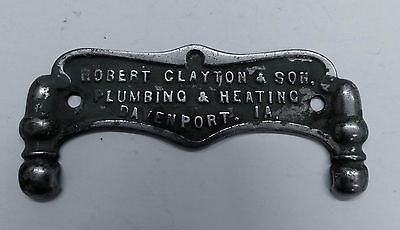 ROBERT CLAYTON & SON.
PLUMBING & HEATING
DAVENPORT. IA.